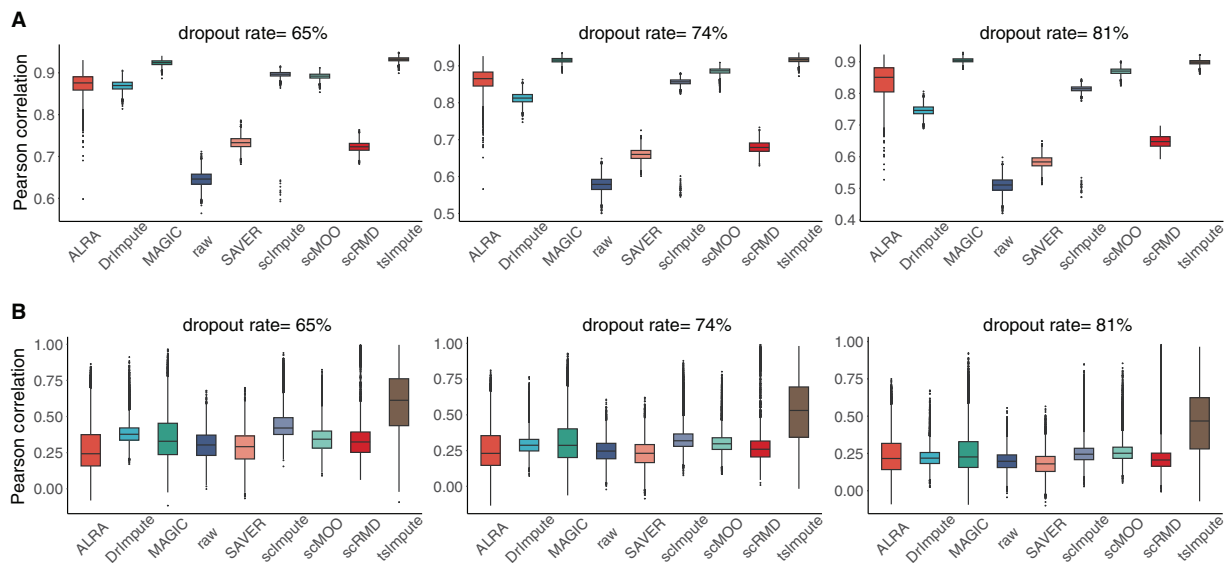 A
dropout rate= 65%
dropout rate= 74%
dropout rate= 81%
Pearson correlation
0.9
0.8
0.7
0.6
0.9
0.8
0.7
0.6
0.5
0.9
0.8
0.7
0.6
0.5
0.4
ALRA
DrImpute
MAGIC
raw
SAVER
scImpute
scMOO
scRMD
tsImpute
ALRA
DrImpute
MAGIC
raw
SAVER
scImpute
scMOO
scRMD
tsImpute
ALRA
DrImpute
MAGIC
raw
SAVER
scImpute
scMOO
scRMD
tsImpute
B
dropout rate= 65%
dropout rate= 74%
dropout rate= 81%
Pearson correlation
1.00
0.75
0.50
0.25
0.00
1.00
0.75
0.50
0.25
0.00
1.00
0.75
0.50
0.25
0.00
ALRA
DrImpute
MAGIC
raw
SAVER
scImpute
scMOO
scRMD
tsImpute
ALRA
DrImpute
MAGIC
raw
SAVER
scImpute
scMOO
scRMD
tsImpute
ALRA
DrImpute
MAGIC
raw
SAVER
scImpute
scMOO
scRMD
tsImpute